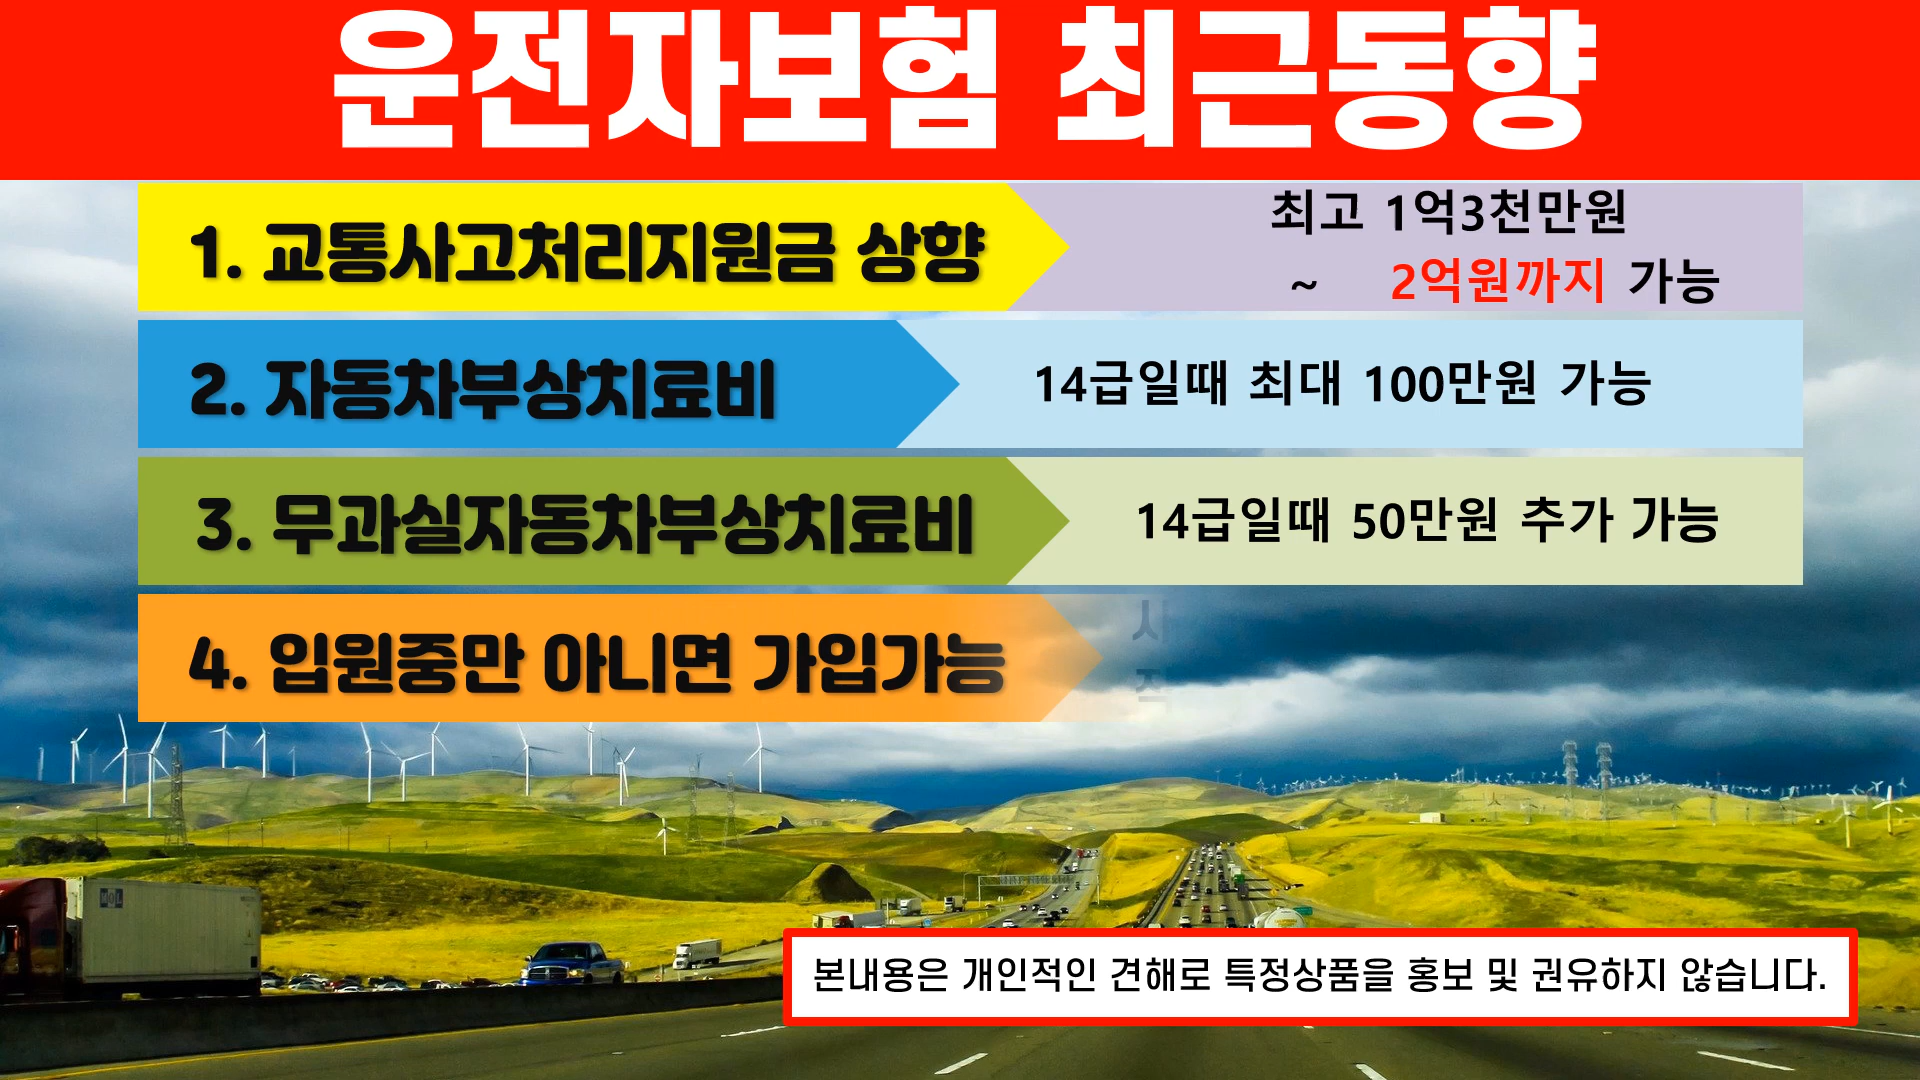 운전자보험 최근동향
1. 교통사고처리지원금 상향
최고 1억3천만원
~ 2억원까지 가능
2. 자동차부상치료비
14급일때 최대 100만원 가능
3. 무과실자동차부상치료비
14급일때 50만원 추가 가능
4. 입원중만 아니면 가입가능
본내용은 개인적인 견해로 특정상품을 홍보 및 권유하지 않습니다.